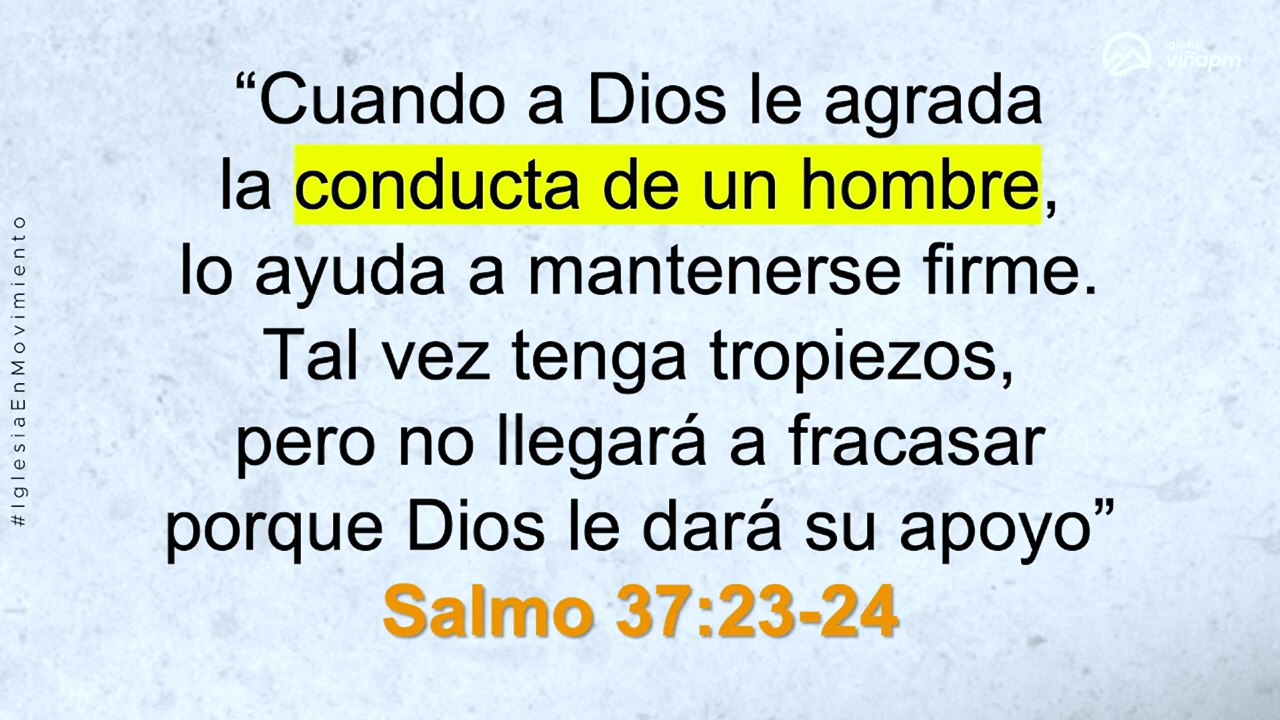 iglesia
viñapm
“Cuando a Dios le agrada
la conducta de un hombre,
lo ayuda a mantenerse firme.
Tal vez tenga tropiezos,
pero no llegará a fracasar
porque Dios le dará su apoyo”
Salmo 37:23-24
#IglesiaEnMovimiento